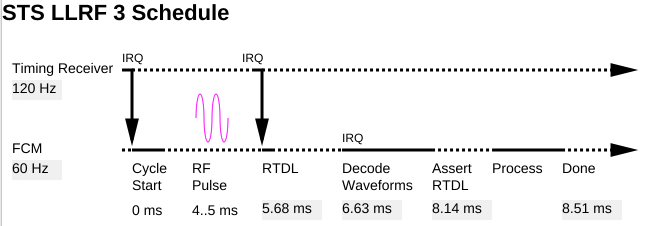 STS LLRF 3 Schedule
IRQ
IRQ
Timing Receiver
120 Hz
IRQ
FCM
60 Hz
Cycle Start
RF Pulse
RTDL
Decode Waveforms
Assert RTDL
Process
Done
0 ms
4..5 ms
5.68 ms
6.63 ms
8.14 ms
8.51 ms